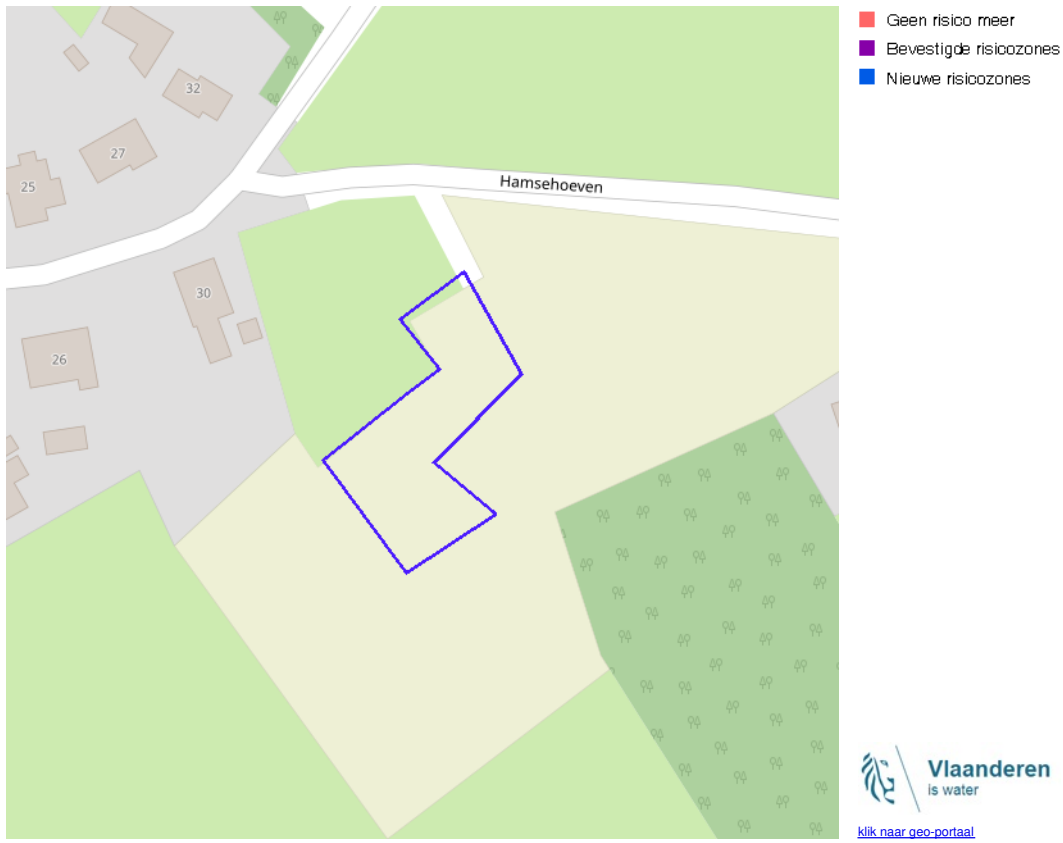 Geen risico meer
Bevestigde risicozones
Nieuwe risicozones
32
27
25
Hamsehoeven
30
26
Vlaanderen
is water
klik naar geo-portaal